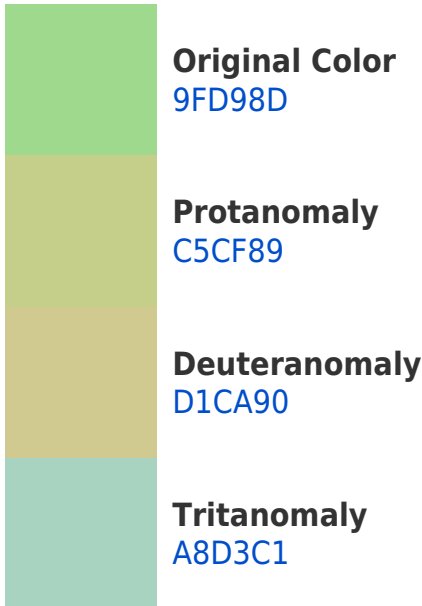 Original Color
9FD98D
Protanomaly
C5CF89
Deuteranomaly
D1CA90
Tritanomaly
A8D3C1